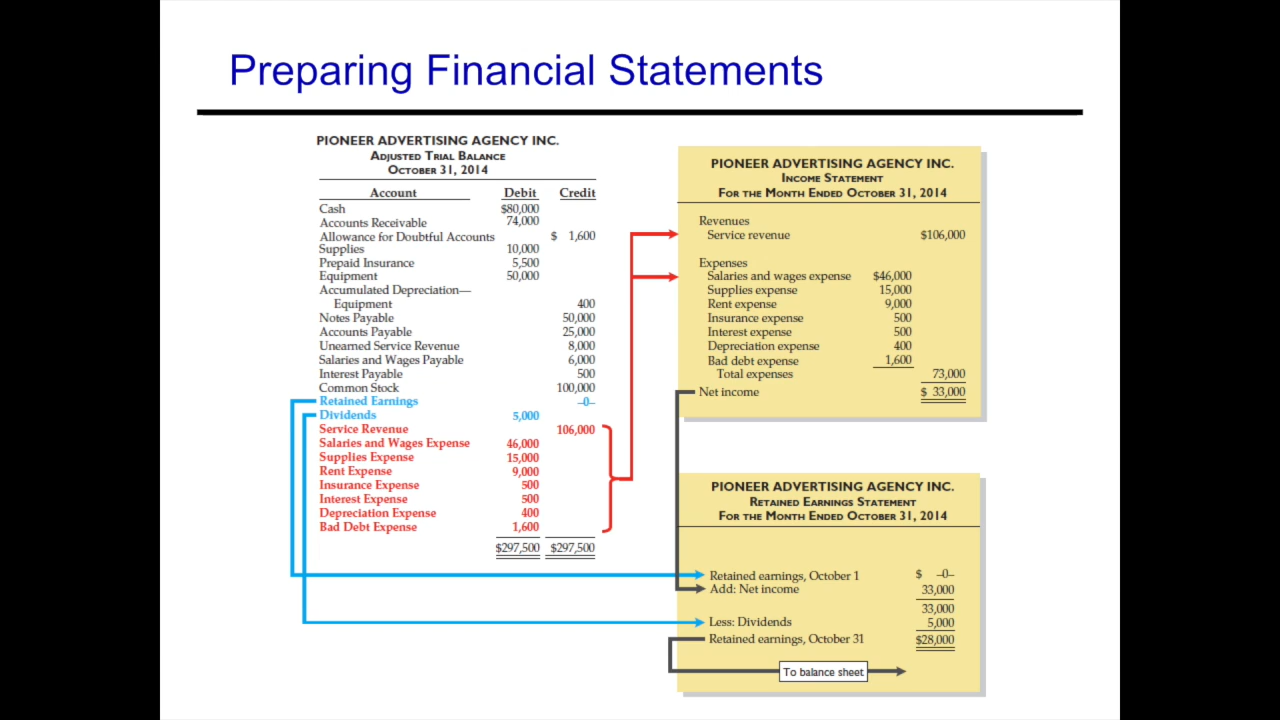 Preparing Financial Statements
PIONEER ADVERTISING AGENCY INC.
ADJUSTED TRIAL BALANCE
OCTOBER 31, 2014
Account Debit Credit
Cash $80,000
Accounts Receivable 74,000
Allowance for Doubtful Accounts $ 1,600
Supplies 10,000
Prepaid Insurance 5,500
Equipment 50,000
Accumulated Depreciation—
Equipment 400
Notes Payable 50,000
Accounts Payable 25,000
Unearned Service Revenue 8,000
Salaries and Wages Payable 6,000
Interest Payable 500
Common Stock 100,000
Retained Earnings –0–
Dividends 5,000
Service Revenue 106,000
Salaries and Wages Expense 46,000
Supplies Expense 15,000
Rent Expense 9,000
Insurance Expense 500
Interest Expense 500
Depreciation Expense 400
Bad Debt Expense 1,600
$297,500 $297,500
PIONEER ADVERTISING AGENCY INC.
INCOME STATEMENT
FOR THE MONTH ENDED OCTOBER 31, 2014
Revenues
Service revenue $106,000
Expenses
Salaries and wages expense $46,000
Supplies expense 15,000
Rent expense 9,000
Insurance expense 500
Interest expense 500
Depreciation expense 400
Bad debt expense 1,600
Total expenses 73,000
Net income $ 33,000
PIONEER ADVERTISING AGENCY INC.
RETAINED EARNINGS STATEMENT
FOR THE MONTH ENDED OCTOBER 31, 2014
Retained earnings, October 1 $ –0–
Add: Net income 33,000
33,000
Less: Dividends 5,000
Retained earnings, October 31 $28,000
To balance sheet